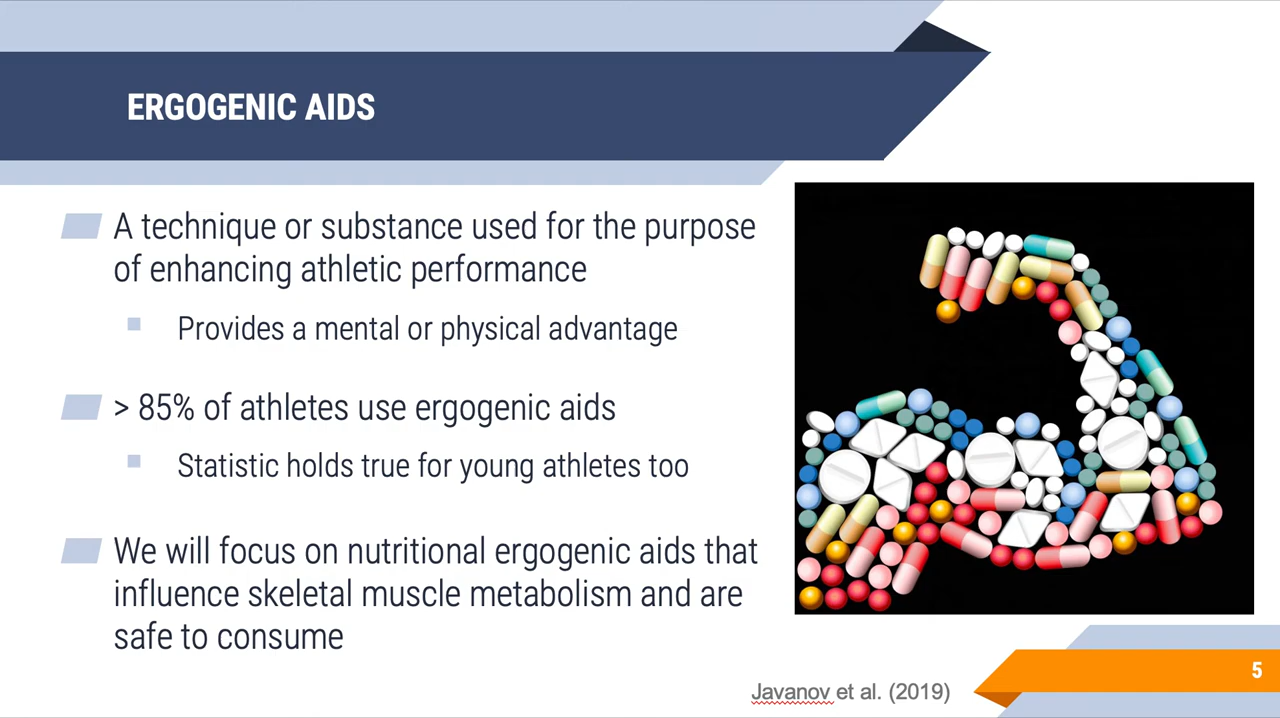 ERGOGENIC AIDS
A technique or substance used for the purpose
of enhancing athletic performance
Provides a mental or physical advantage
> 85% of athletes use ergogenic aids
Statistic holds true for young athletes too
We will focus on nutritional ergogenic aids that
influence skeletal muscle metabolism and are
safe to consume
Javanov et al. (2019)
5